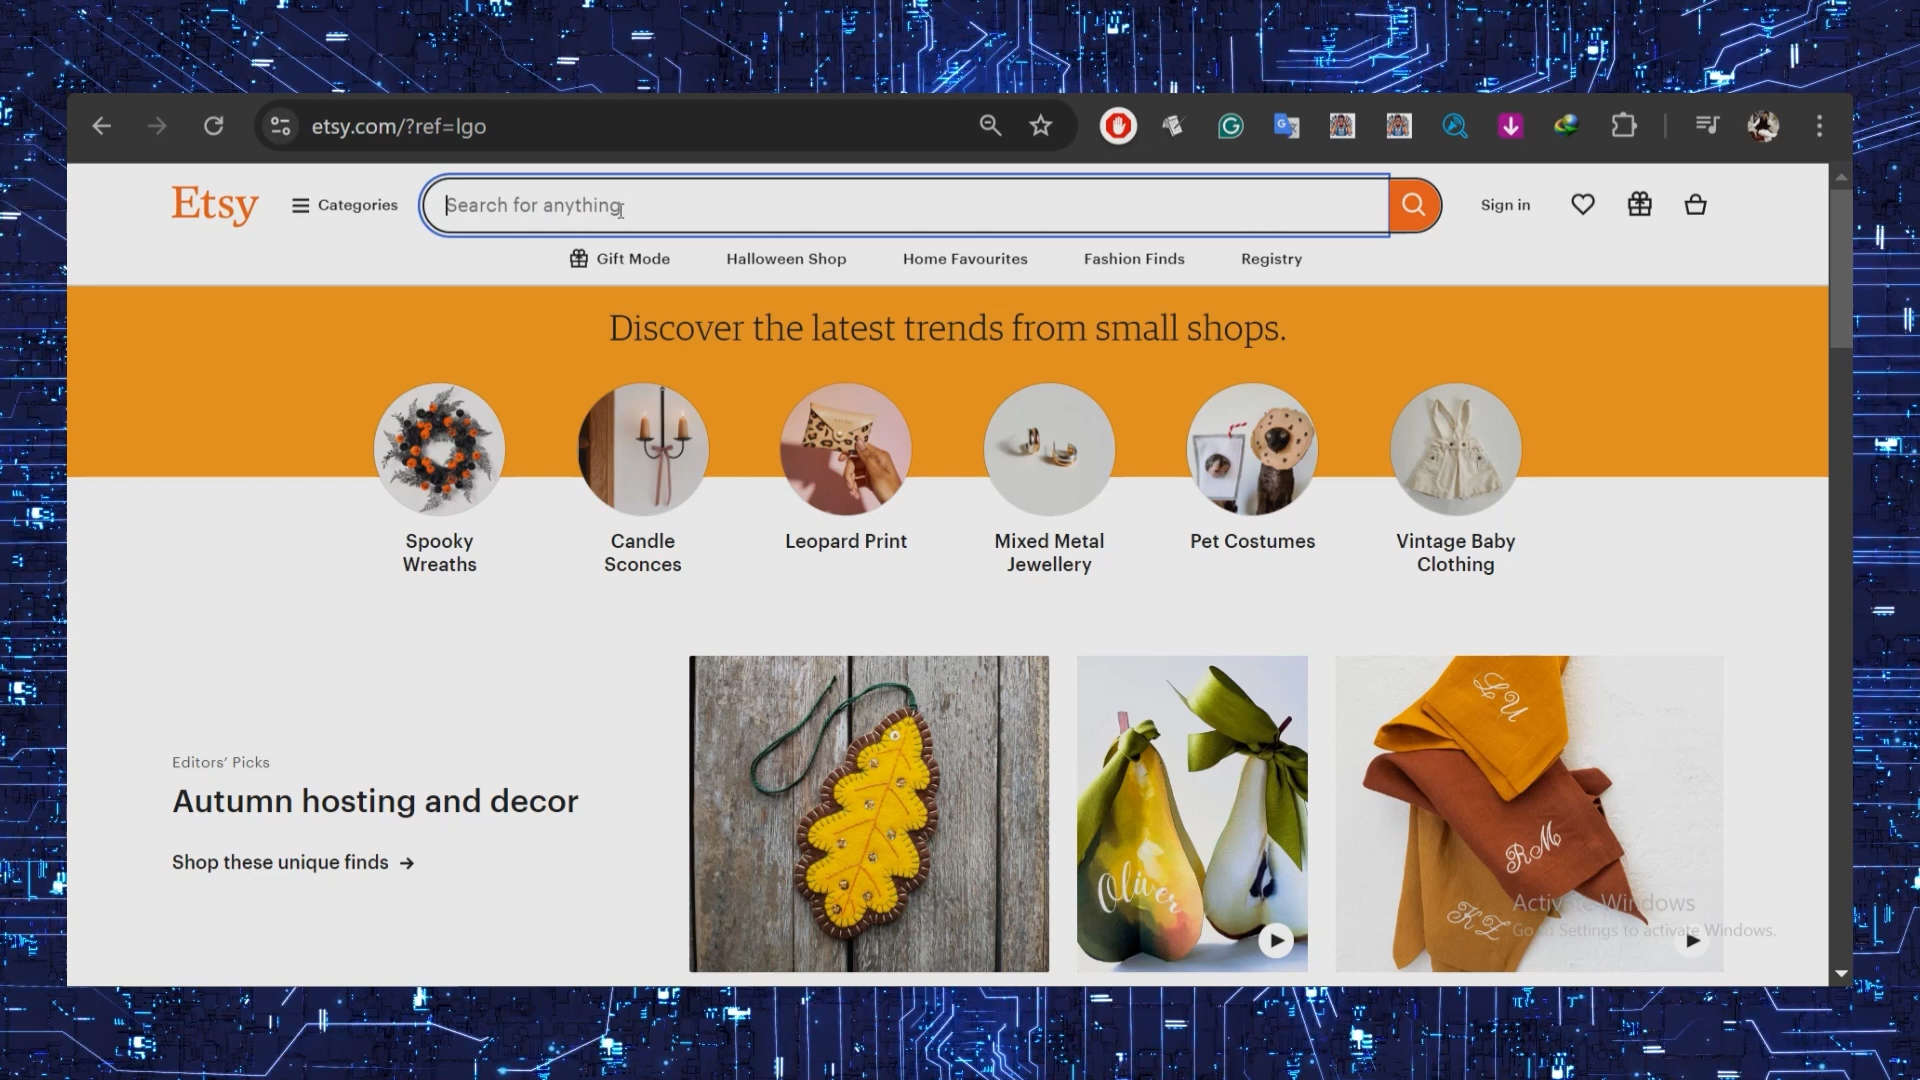 etsy.com/?ref=lgo
Etsy
Categories
Search for anything
Sign in
Gift Mode
Halloween Shop
Home Favourites
Fashion Finds
Registry
Discover the latest trends from small shops.
Spooky
Wreaths
Candle
Sconces
Leopard Print
Mixed Metal
Jewellery
Pet Costumes
Vintage Baby
Clothing
Editors' Picks
Autumn hosting and decor
Shop these unique finds →
Oliver
LU
RM
KZ
Activate Windows
Go to Settings to activate Windows.